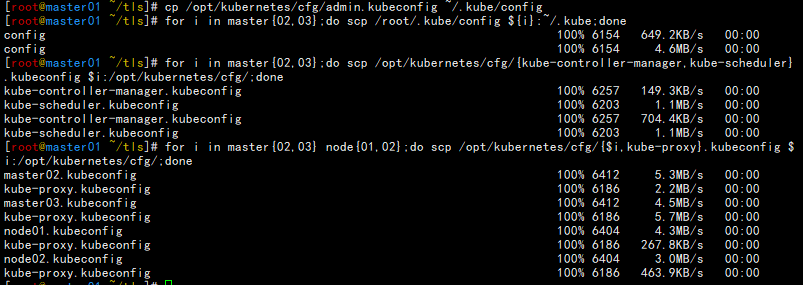 [root@master01 ~/tls]# cp /opt/kubernetes/cfg/admin.kubeconfig ~/.kube/config
[root@master01 ~/tls]# for i in master{02,03};do scp /root/.kube/config ${i}:~/.kube;done
config 100% 6154 649.2KB/s 00:00
config 100% 6154 4.6MB/s 00:00
[root@master01 ~/tls]# for i in master{02,03};do scp /opt/kubernetes/cfg/{kube-controller-manager,kube-scheduler}
.kubeconfig $i:/opt/kubernetes/cfg/;done
kube-controller-manager.kubeconfig 100% 6257 149.3KB/s 00:00
kube-scheduler.kubeconfig 100% 6203 1.1MB/s 00:00
kube-controller-manager.kubeconfig 100% 6257 704.4KB/s 00:00
kube-scheduler.kubeconfig 100% 6203 1.1MB/s 00:00
[root@master01 ~/tls]# for i in master{02,03} node{01,02};do scp /opt/kubernetes/cfg/{$i,kube-proxy}.kubeconfig $
i:/opt/kubernetes/cfg/;done
master02.kubeconfig 100% 6412 5.3MB/s 00:00
kube-proxy.kubeconfig 100% 6186 2.2MB/s 00:00
master03.kubeconfig 100% 6412 4.5MB/s 00:00
kube-proxy.kubeconfig 100% 6186 5.7MB/s 00:00
node01.kubeconfig 100% 6404 4.3MB/s 00:00
kube-proxy.kubeconfig 100% 6186 267.8KB/s 00:00
node02.kubeconfig 100% 6404 3.0MB/s 00:00
kube-proxy.kubeconfig 100% 6186 463.9KB/s 00:00